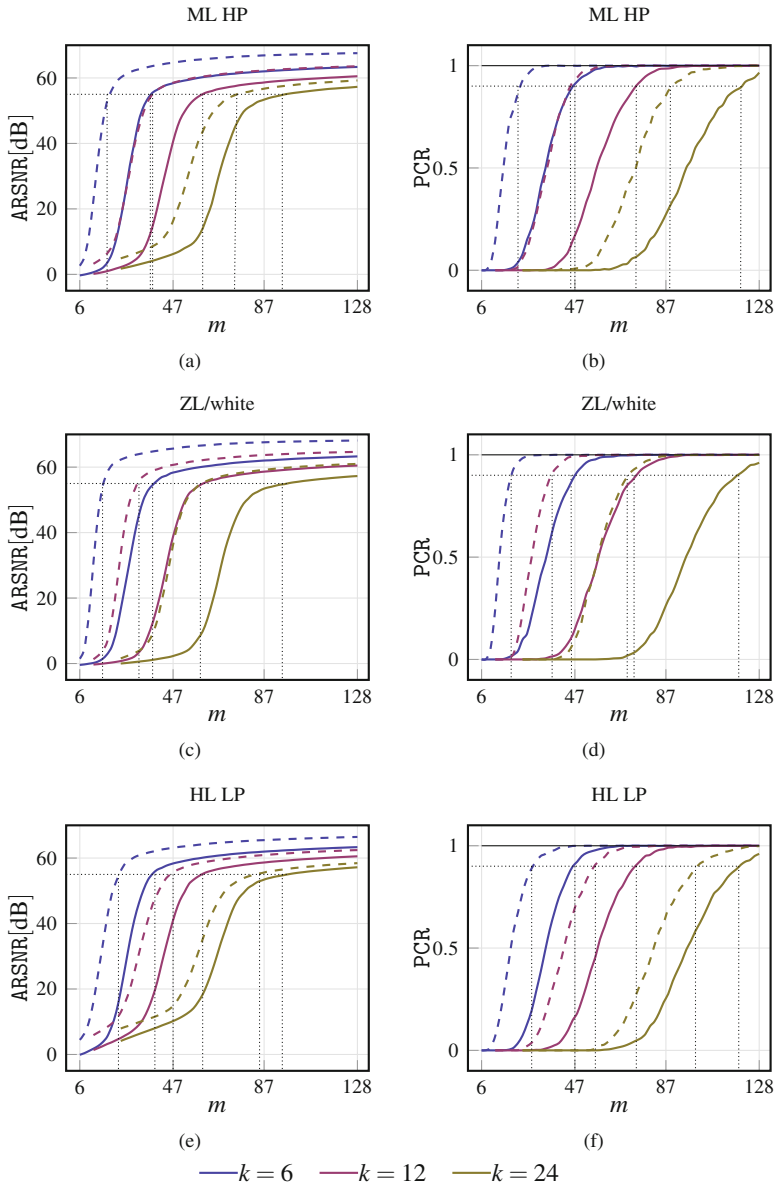 ML HP
ML HP
60
40
20
0
ARSNR[dB]
6
47
87
128
m
(a)
1
0.5
0
PCR
6
47
87
128
m
(b)
ZL/white
ZL/white
60
40
20
0
ARSNR[dB]
6
47
87
128
m
(c)
1
0.5
0
PCR
6
47
87
128
m
(d)
HL LP
HL LP
60
40
20
0
ARSNR[dB]
6
47
87
128
m
(e)
1
0.5
0
PCR
6
47
87
128
m
(f)
k = 6 k = 12 k = 24